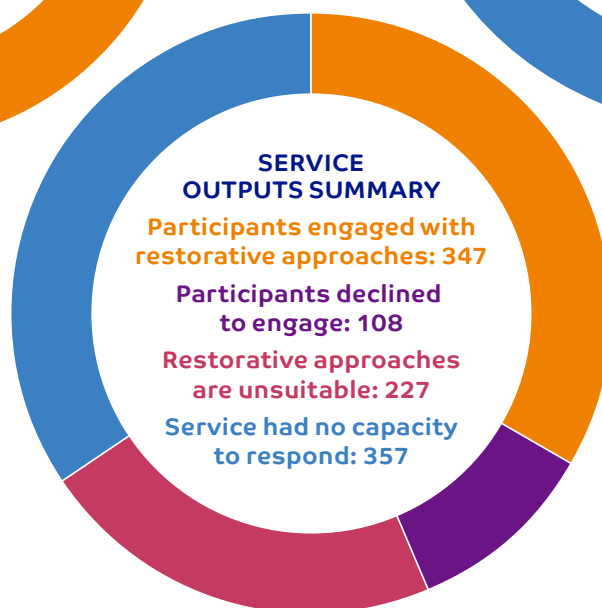 SERVICE
OUTPUTS SUMMARY
Participants engaged with
restorative approaches: 347
Participants declined
to engage: 108
Restorative approaches
are unsuitable: 227
Service had no capacity
to respond: 357